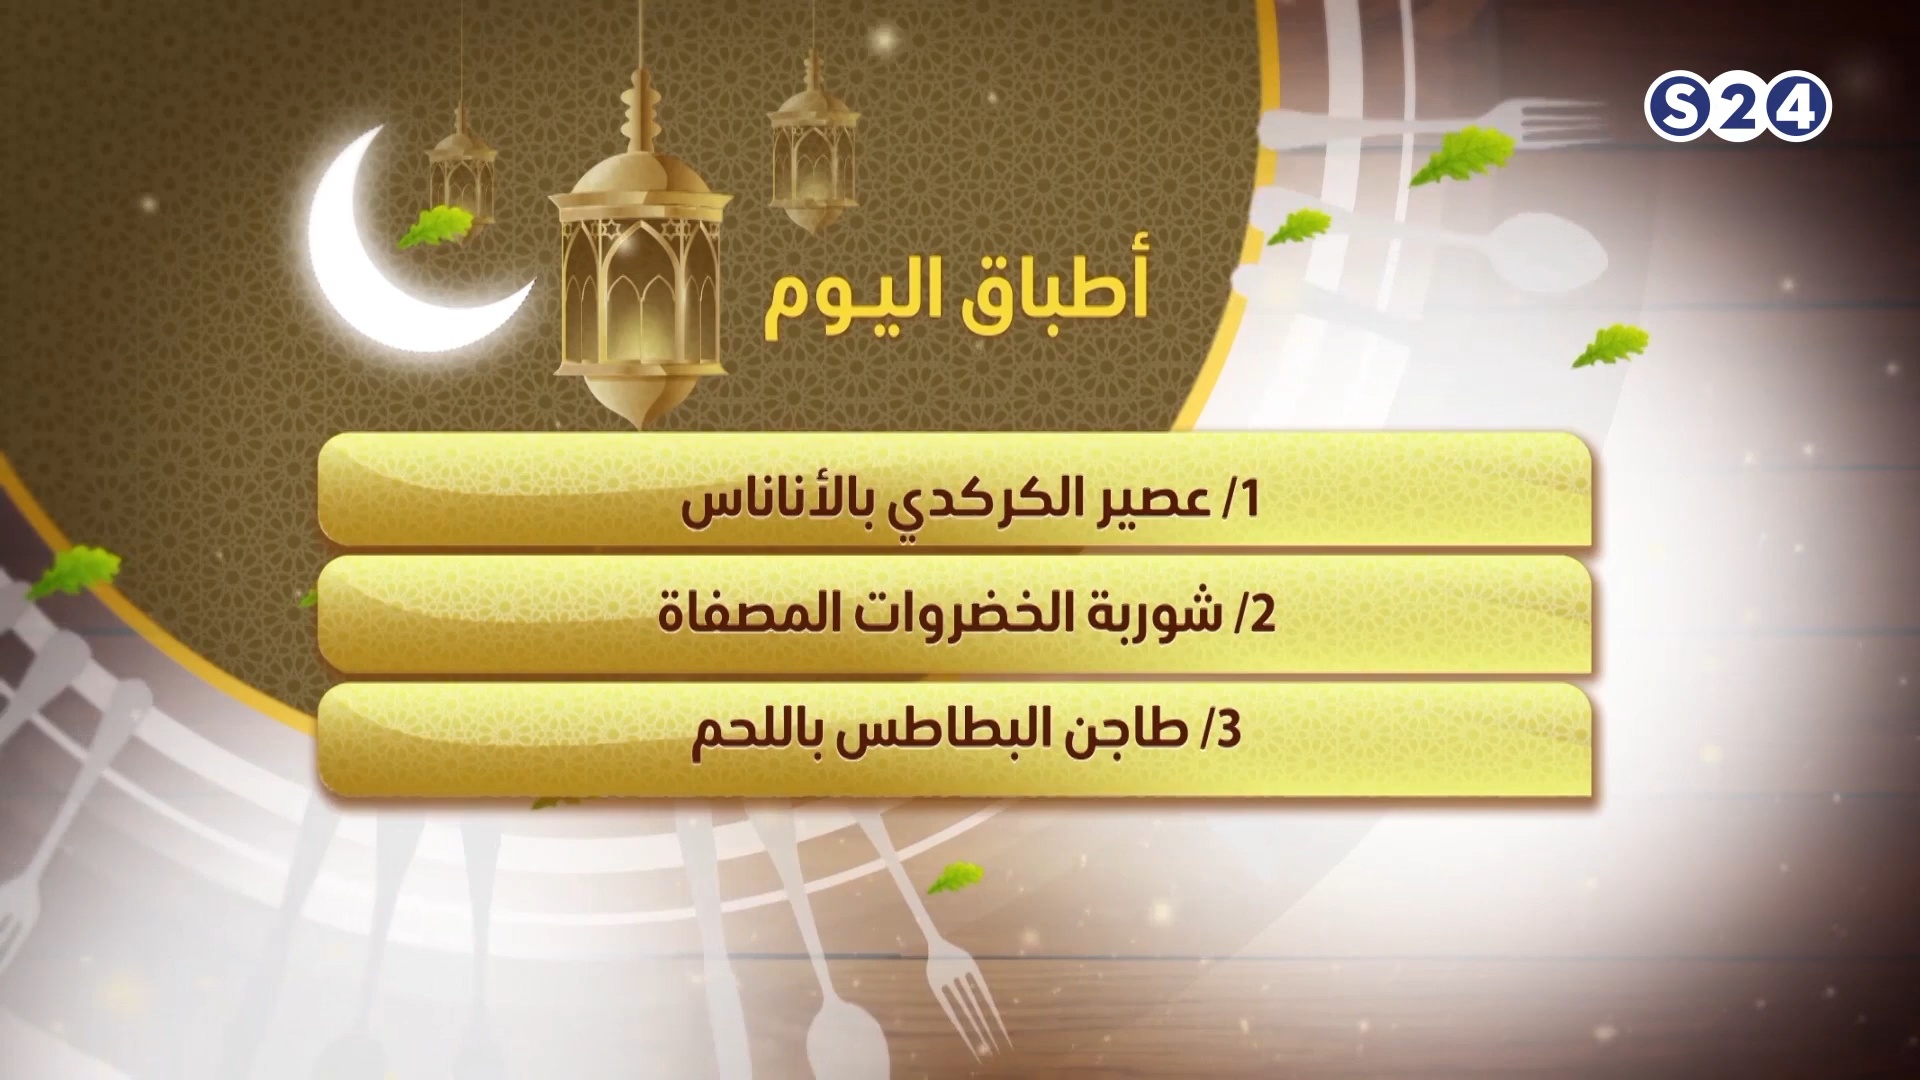 S24
أطباق اليوم
1/ عصير الكركدي بالأناناس
2/ شوربة الخضروات المصفاة
3/ طاجن البطاطس باللحم